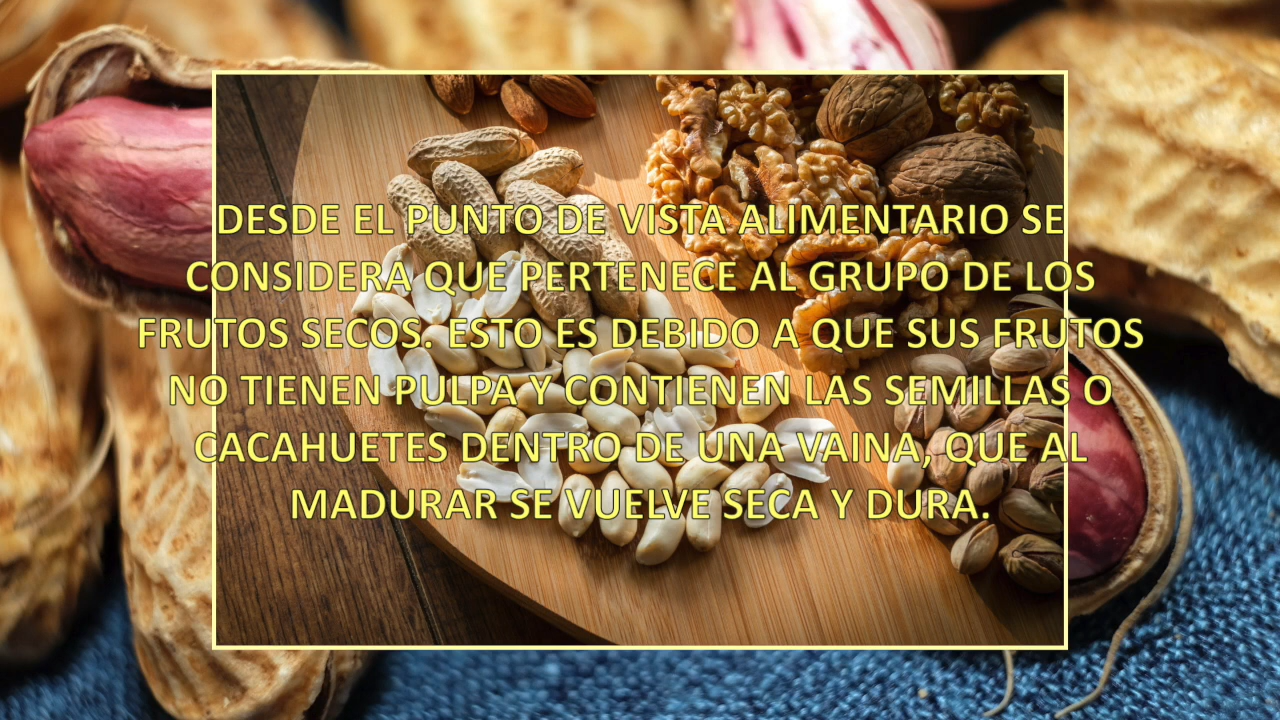 DESDE EL PUNTO DE VISTA ALIMENTARIO SE
CONSIDERA QUE PERTENECE AL GRUPO DE LOS
FRUTOS SECOS. ESTO ES DEBIDO A QUE SUS FRUTOS
NO TIENEN PULPA Y CONTIENEN LAS SEMILLAS O
CACAHUETES DENTRO DE UNA VAINA, QUE AL
MADURAR SE VUELVE SECA Y DURA.